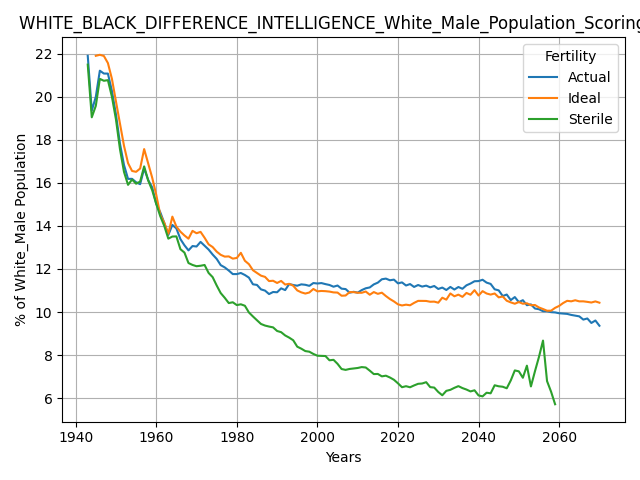 WHITE_BLACK_DIFFERENCE_INTELLIGENCE_White_Male_Population_Scoring
Fertility
Actual
Ideal
Sterile
% of White_Male Population
22
20
18
16
14
12
10
8
6
1940 1960 1980 2000 2020 2040 2060
Years